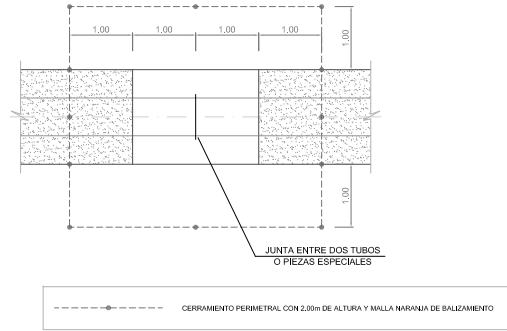 1,00 1,00 1,00 1,00
1,00
1,00
JUNTA ENTRE DOS TUBOS
O PIEZAS ESPECIALES
CERRAMIENTO PERIMETRAL CON 2,00m DE ALTURA Y MALLA NARANJA DE BALIZAMIENTO